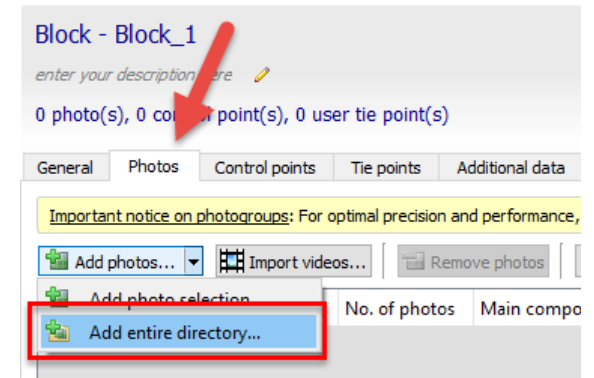 Block - Block_1
enter your description here
0 photo(s), 0 control point(s), 0 user tie point(s)
General Photos Control points Tie points Additional data
Important notice on photogroups: For optimal precision and performance,
Add photos... Import videos... Remove photos
Add photo selection
No. of photos Main compo
Add entire directory...